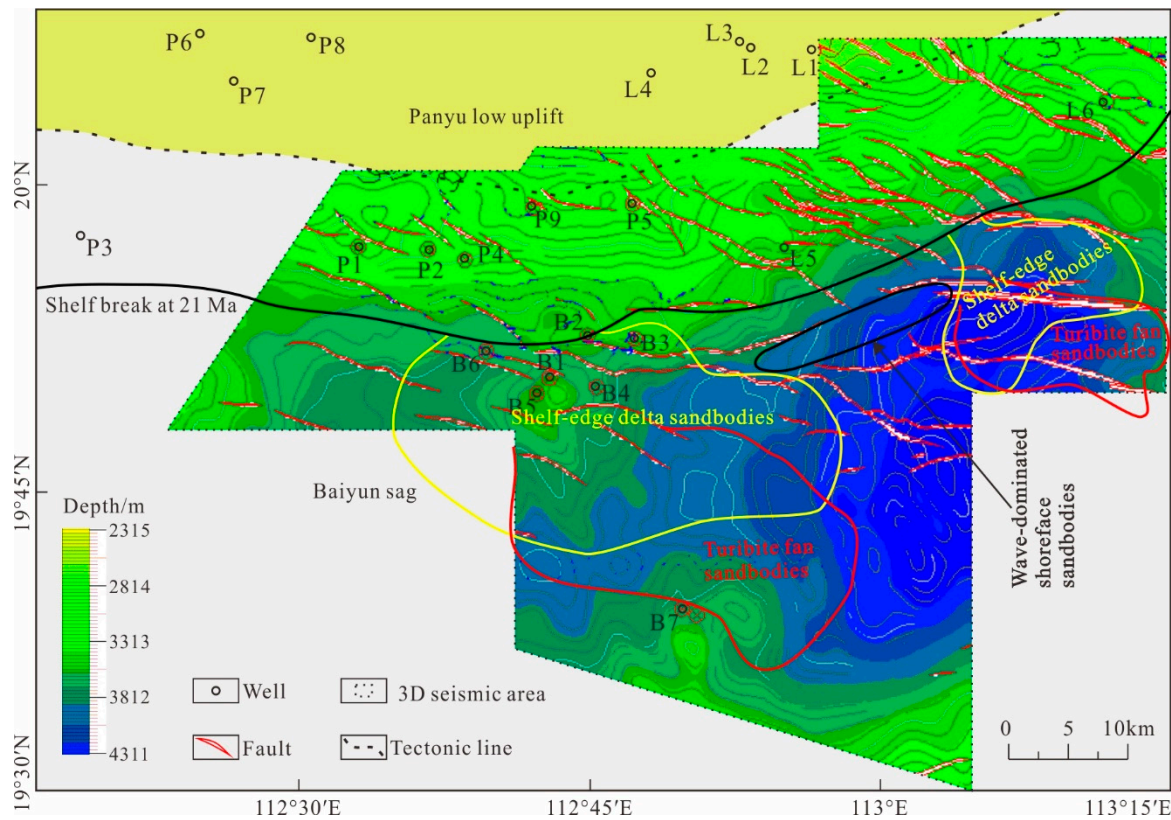 P6
P8
P7
L3
L2
L1
L4
L6
Panyu low uplift
20°N
P9
P5
P3
P1
P2
P4
L5
Shelf-edge
delta sandbodies
Shelf break at 21 Ma
B2
B3
B6
B1
B4
B5
Turibite fan
sandbodies
Shelf-edge delta sandbodies
19°45′N
Baiyun sag
Wave-dominated
shoreface
sandbodies
Turibite fan
sandbodies
B7
Depth/m
2315
2814
3313
3812
4311
Well
3D seismic area
Fault
Tectonic line
0 5 10km
19°30′N
112°30′E
112°45′E
113°E
113°15′E